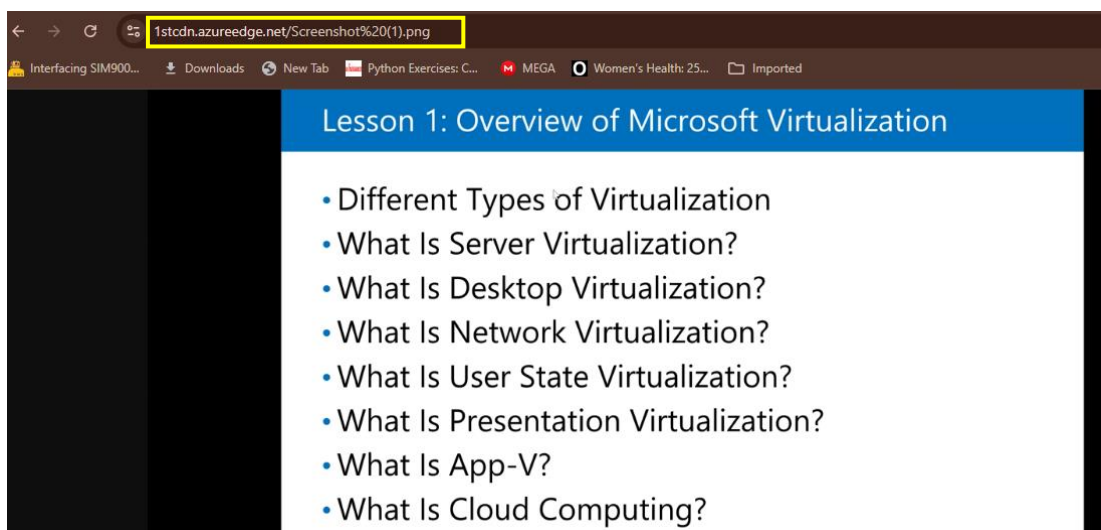 1stcdn.azureedge.net/Screenshot%20(1).png
Interfacing SIM900... Downloads New Tab Python Exercises: C... MEGA Women's Health: 25... Imported
Lesson 1: Overview of Microsoft Virtualization
• Different Types of Virtualization
• What Is Server Virtualization?
• What Is Desktop Virtualization?
• What Is Network Virtualization?
• What Is User State Virtualization?
• What Is Presentation Virtualization?
• What Is App-V?
• What Is Cloud Computing?